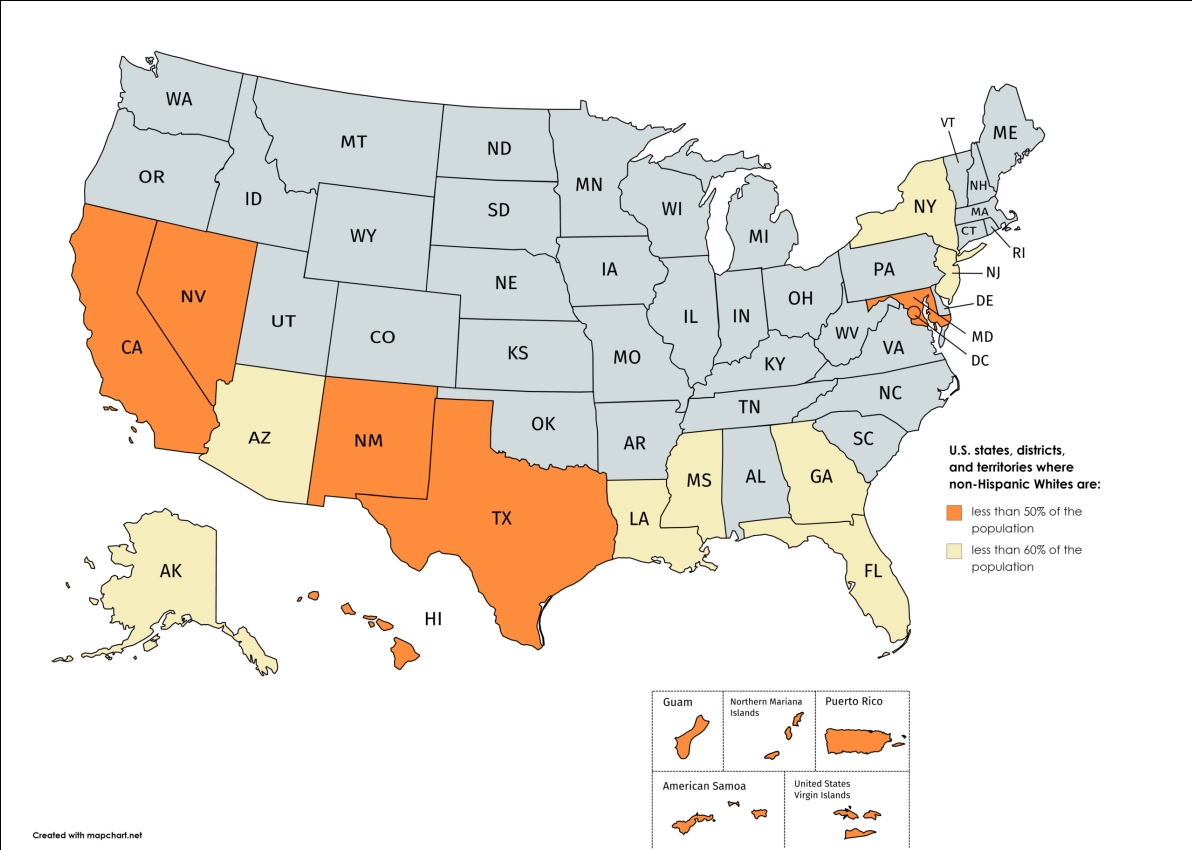 WA
MT
ND
MN
VT
ME
OR
ID
SD
WI
MI
NH
NY
MA
CT
RI
WY
IA
PA
NJ
NE
NV
UT
CO
IL
IN
OH
DE
MD
DC
WV
VA
KY
CA
KS
MO
NC
TN
AZ
NM
OK
AR
SC
MS
AL
GA
TX
LA
FL
AK
HI
U.S. states, districts,
and territories where
non-Hispanic Whites are:
less than 50% of the
population
less than 60% of the
population
Guam
Northern Mariana
Islands
Puerto Rico
American Samoa
United States
Virgin Islands
Created with mapchart.net